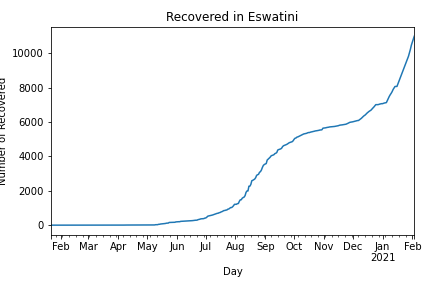 Recovered in Eswatini
Number of Recovered
10000
8000
6000
4000
2000
0
Feb Mar Apr May Jun Jul Aug Sep Oct Nov Dec Jan Feb
2021
Day